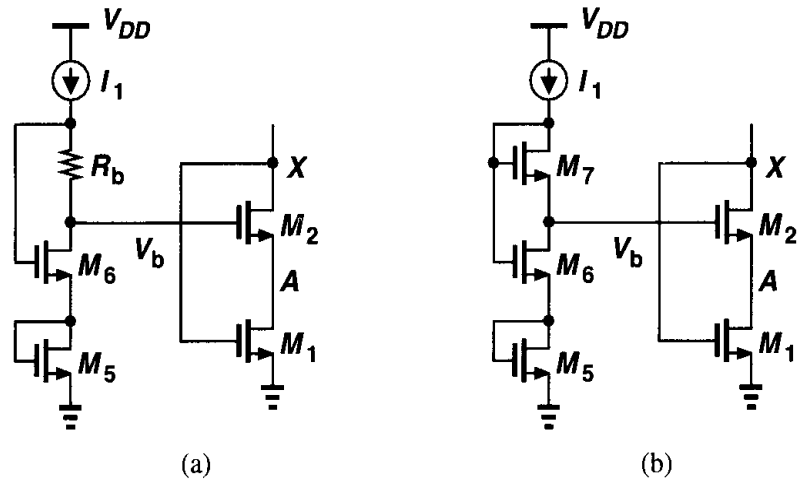 V_DD
I_1
R_b
X
V_b
M_2
M_6
A
M_5
M_1
(a)
V_DD
I_1
M_7
X
V_b
M_2
M_6
A
M_5
M_1
(b)